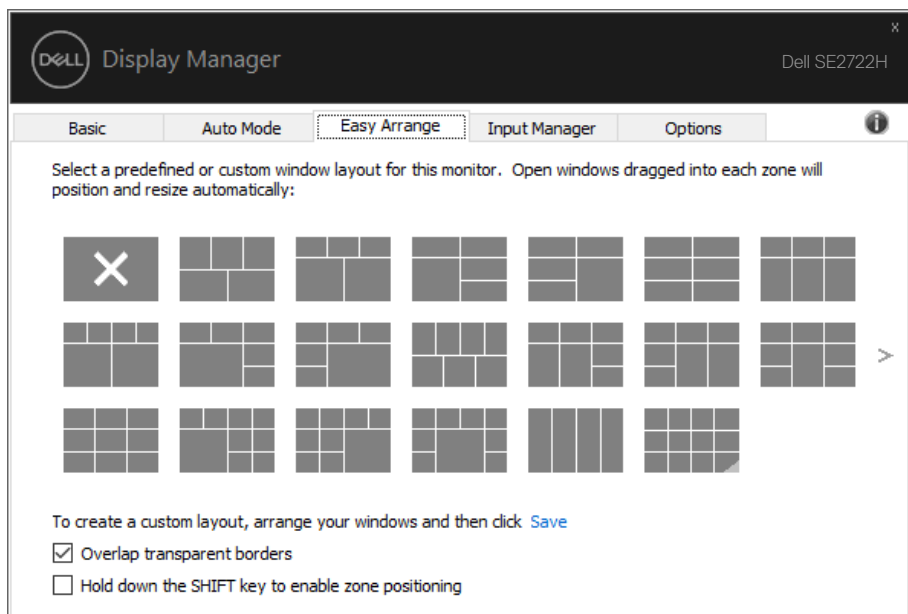 x
DELL
Display Manager
Dell SE2722H
Basic
Auto Mode
Easy Arrange
Input Manager
Options
i
Select a predefined or custom window layout for this monitor. Open windows dragged into each zone will
position and resize automatically:
>
To create a custom layout, arrange your windows and then click Save
Overlap transparent borders
Hold down the SHIFT key to enable zone positioning